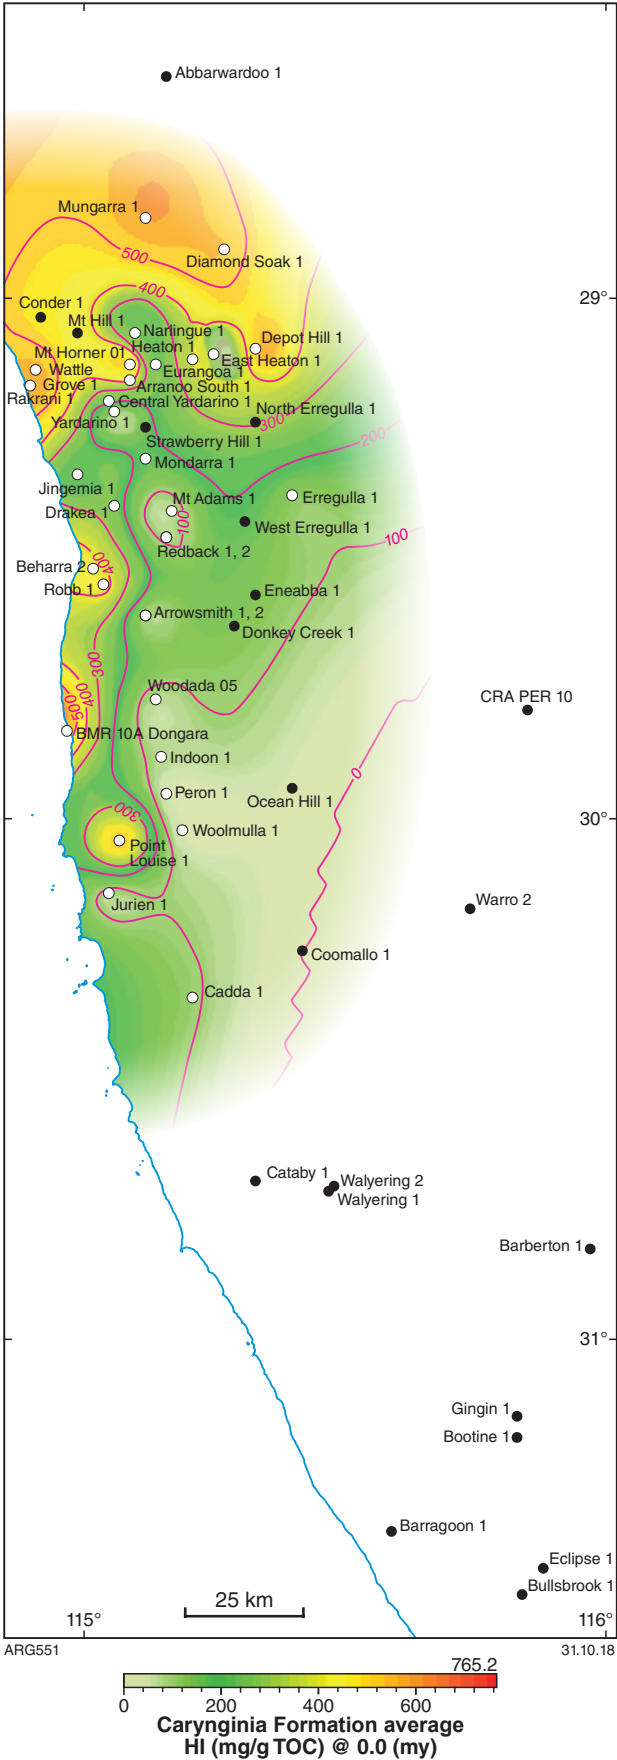 Abbarwardoo 1
Mungarra 1
500
Diamond Soak 1
400
29°
Conder 1
Mt Hill 1
Narlingue 1
Depot Hill 1
Heaton 1
Mt Horner 01
East Heaton 1
Wattle
Grove 1
Eurangoa 1
Arranoo South 1
Rakrani 1
Central Yardarino 1
North Erregulla 1
Yardarino 1
300
200
Strawberry Hill 1
Mondarra 1
Jingemia 1
Mt Adams 1
Erregulla 1
Drakea 1
100
West Erregulla 1
100
Redback 1, 2
Beharra 2
400
Robb 1
Eneabba 1
Arrowsmith 1, 2
Donkey Creek 1
300
400
500
Woodada 05
CRA PER 10
BMR 10A Dongara
Indoon 1
0
Peron 1
Ocean Hill 1
300
30°
Woolmulla 1
Point
Louise 1
Jurien 1
Warro 2
Coomallo 1
Cadda 1
Cataby 1
Walyering 2
Walyering 1
Barberton 1
31°
Gingin 1
Bootine 1
Barragoon 1
Eclipse 1
Bullsbrook 1
25 km
115°
116°
ARG551
31.10.18
765.2
0 200 400 600
Carynginia Formation average
HI (mg/g TOC) @ 0.0 (my)